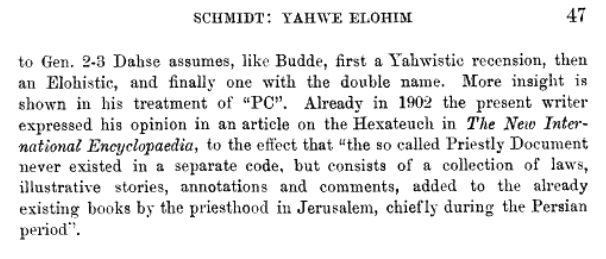 SCHMIDT: YAHWE ELOHIM 47
to Gen. 2-3 Dahse assumes, like Budde, first a Yahwistic recension, then
an Elohistic, and finally one with the double name. More insight is
shown in his treatment of “PC”. Already in 1902 the present writer
expressed his opinion in an article on the Hexateuch in The New Inter-
national Encyclopaedia, to the effect that “the so called Priestly Document
never existed in a separate code, but consists of a collection of laws,
illustrative stories, annotations and comments, added to the already
existing books by the priesthood in Jerusalem, chiefly during the Persian
period”.